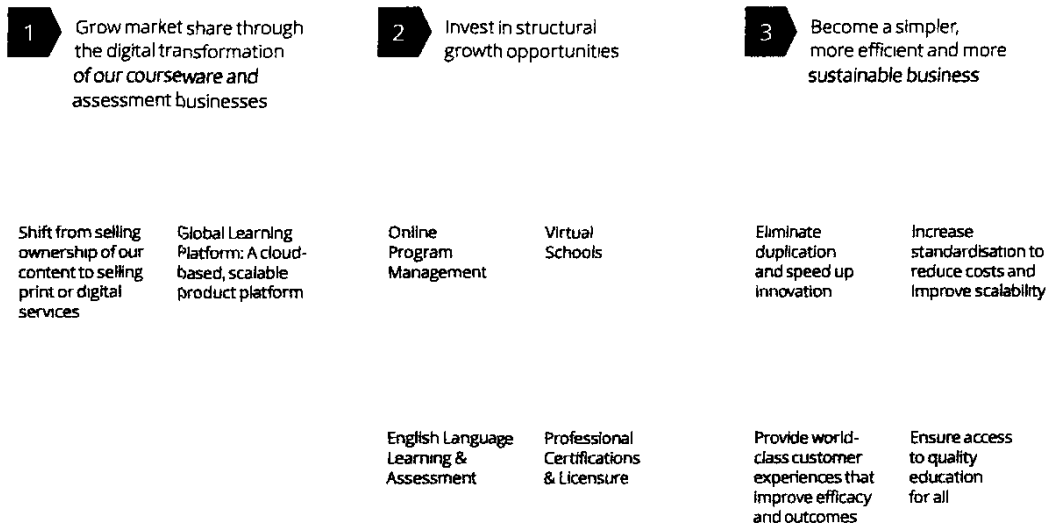 1
Grow market share through
the digital transformation
of our courseware and
assessment businesses
2
Invest in structural
growth opportunities
3
Become a simpler,
more efficient and more
sustainable business
Shift from selling
ownership of our
content to selling
print or digital
services
Global Learning
Platform: A cloud-
based, scalable
product platform
Online
Program
Management
Virtual
Schools
Eliminate
duplication
and speed up
innovation
Increase
standardisation to
reduce costs and
improve scalability
English Language
Learning &
Assessment
Professional
Certifications
& Licensure
Provide world-
class customer
experiences that
improve efficacy
and outcomes
Ensure access
to quality
education
for all